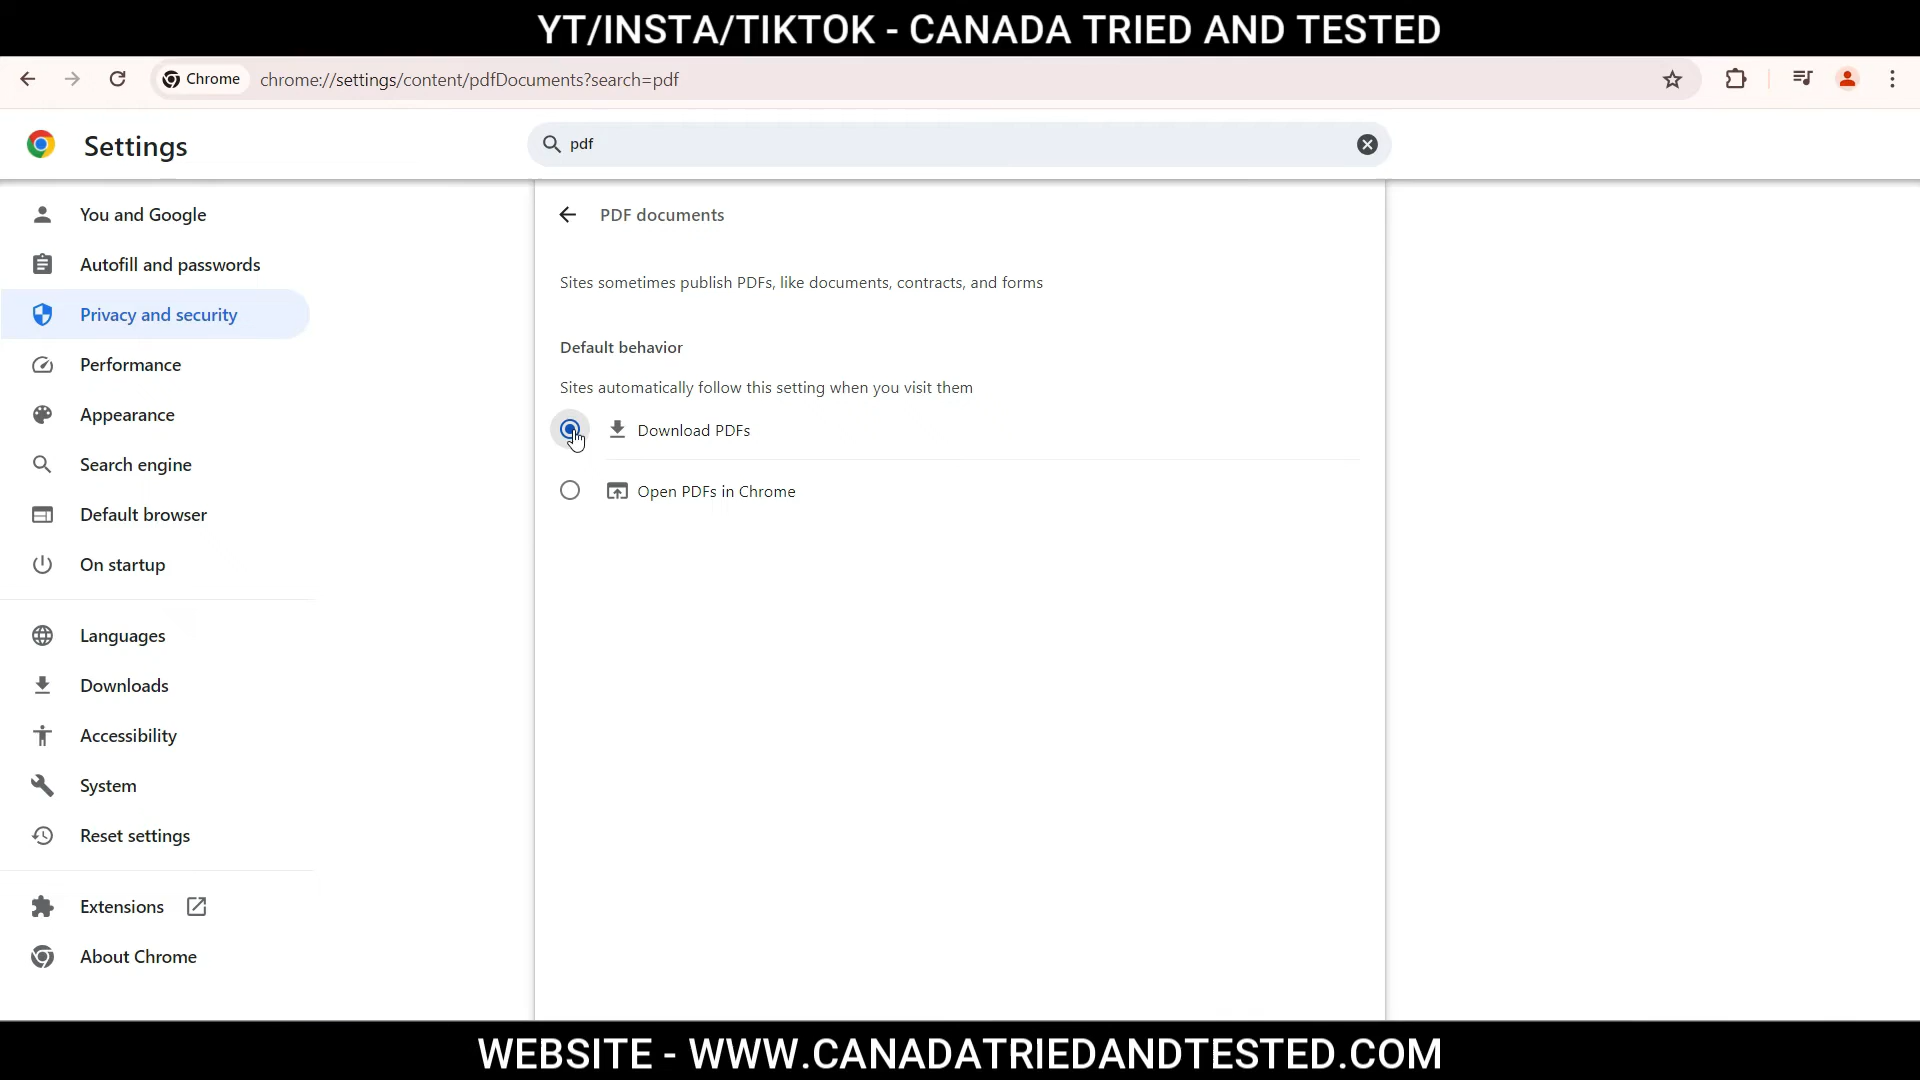 YT/INSTA/TIKTOK - CANADA TRIED AND TESTED
Chrome chrome://settings/content/pdfDocuments?search=pdf
Settings
pdf
You and Google
Autofill and passwords
Privacy and security
Performance
Appearance
Search engine
Default browser
On startup
Languages
Downloads
Accessibility
System
Reset settings
Extensions
About Chrome
PDF documents
Sites sometimes publish PDFs, like documents, contracts, and forms
Default behavior
Sites automatically follow this setting when you visit them
Download PDFs
Open PDFs in Chrome
WEBSITE - WWW.CANADATRIEDANDTESTED.COM